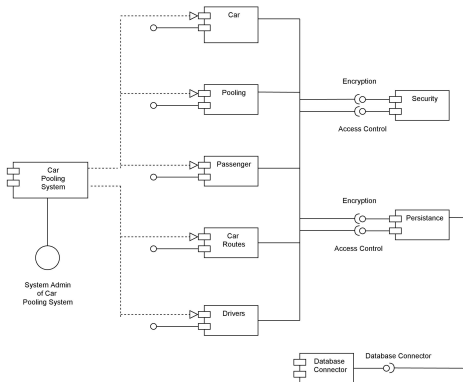 Car
Pooling
Passenger
Car
Routes
Drivers
Car
Pooling
System
System Admin
of Car
Pooling System
Encryption
Security
Access Control
Encryption
Persistance
Access Control
Database
Connector
Database Connector